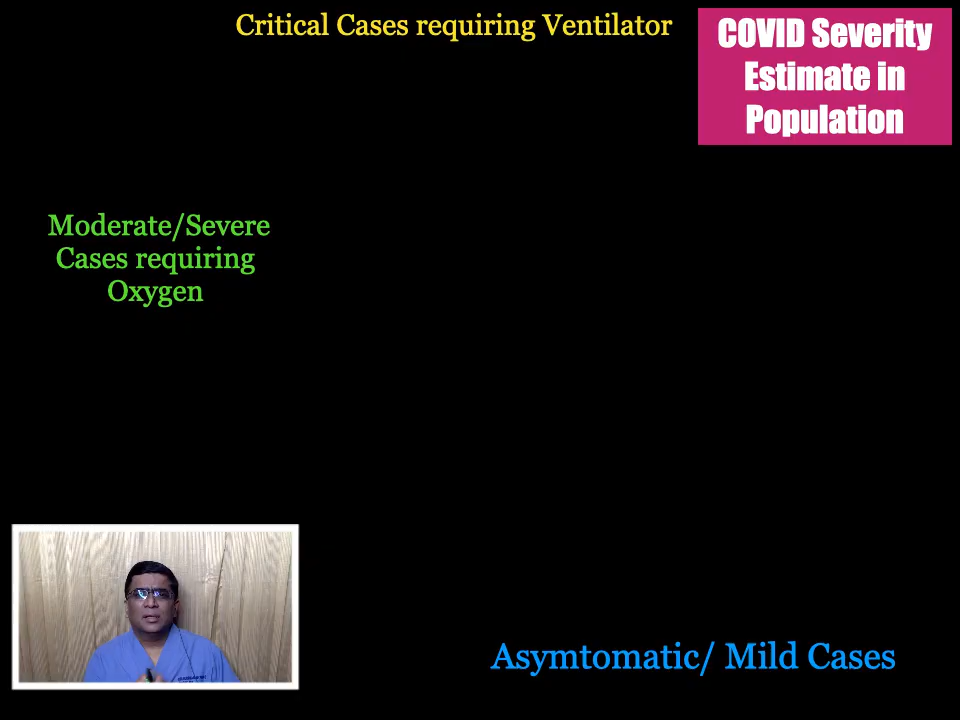 Critical Cases requiring Ventilator
COVID Severity
Estimate in
Population
Moderate/Severe
Cases requiring
Oxygen
Asymtomatic/ Mild Cases